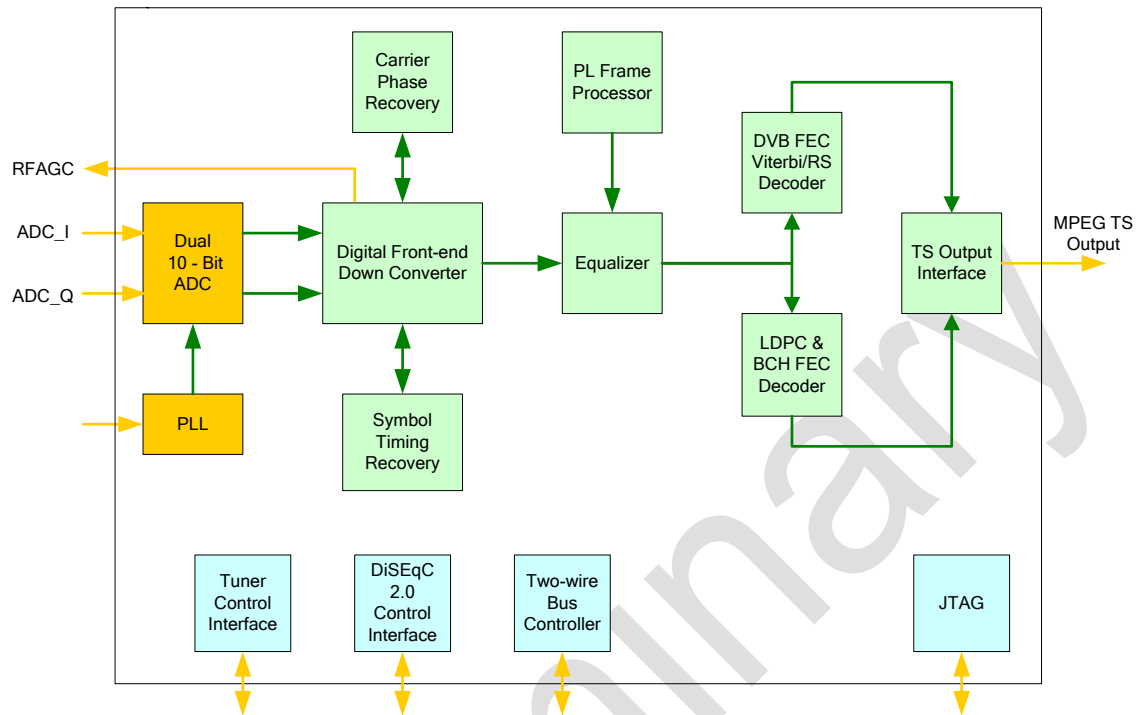 Carrier
Phase
Recovery
PL Frame
Processor
DVB FEC
Viterbi/RS
Decoder
RFAGC
ADC_I
ADC_Q
Dual
10 - Bit
ADC
Digital Front-end
Down Converter
Equalizer
TS Output
Interface
MPEG TS
Output
LDPC &
BCH FEC
Decoder
PLL
Symbol
Timing
Recovery
Tuner
Control
Interface
DiSEqC
2.0
Control
Interface
Two-wire
Bus
Controller
JTAG